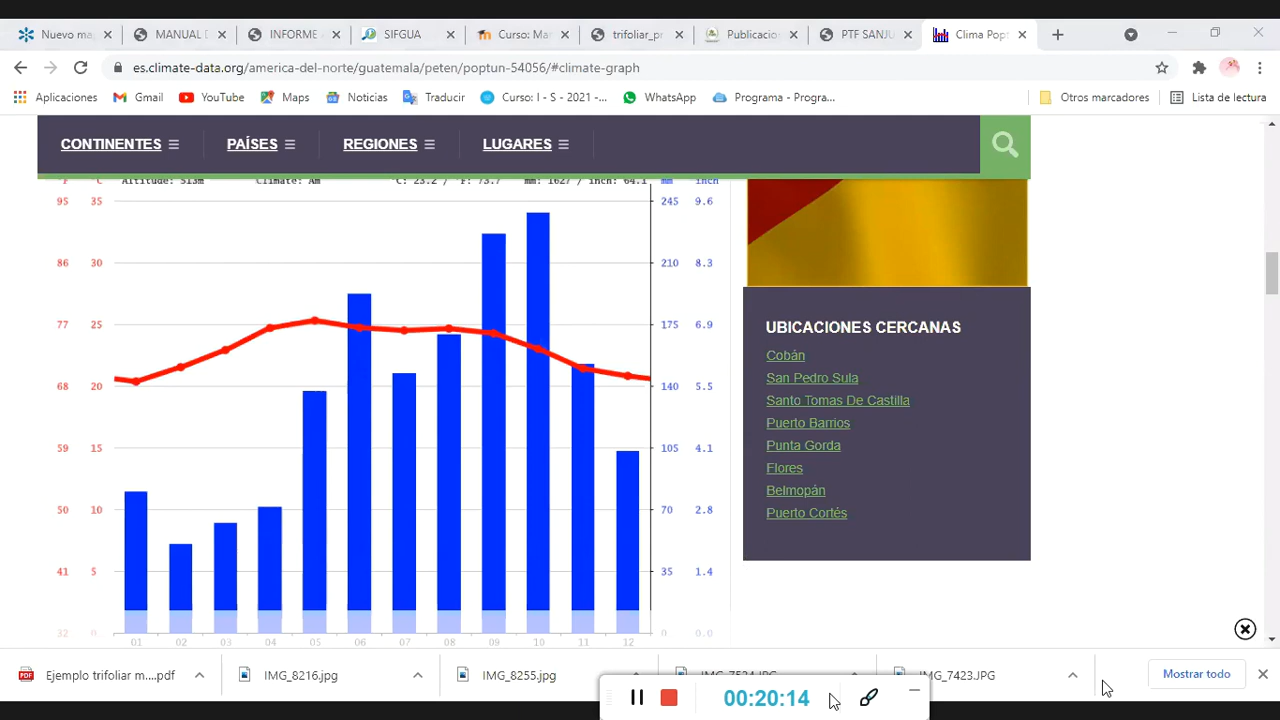 Nuevo ma
MANUAL D
INFORME
SIFGUA
Curso: Ma
trifoliar_pr
Publicacio
PTF SANJU
Clima Popt
es.climate-data.org/america-del-norte/guatemala/peten/poptun-54056/#climate-graph
Aplicaciones
Gmail
YouTube
Maps
Noticias
Traducir
Curso: I - S - 2021 -...
WhatsApp
Programa - Progra...
Otros marcadores
Lista de lectura
CONTINENTES
PAÍSES
REGIONES
LUGARES
°F °C Altitude: 513m Climate: Am °C: 23.2 / °F: 73.7 mm: 1627 / inch: 64.1 mm inch
95 35 245 9.6
86 30 210 8.3
77 25 175 6.9
68 20 140 5.5
59 15 105 4.1
50 10 70 2.8
41 5 35 1.4
32 0 0 0.0
01 02 03 04 05 06 07 08 09 10 11 12
UBICACIONES CERCANAS
Cobán
San Pedro Sula
Santo Tomas De Castilla
Puerto Barrios
Punta Gorda
Flores
Belmopán
Puerto Cortés
Ejemplo trifoliar m....pdf
IMG_8216.jpg
IMG_8255.jpg
IMG_7423.JPG
Mostrar todo
00:20:14